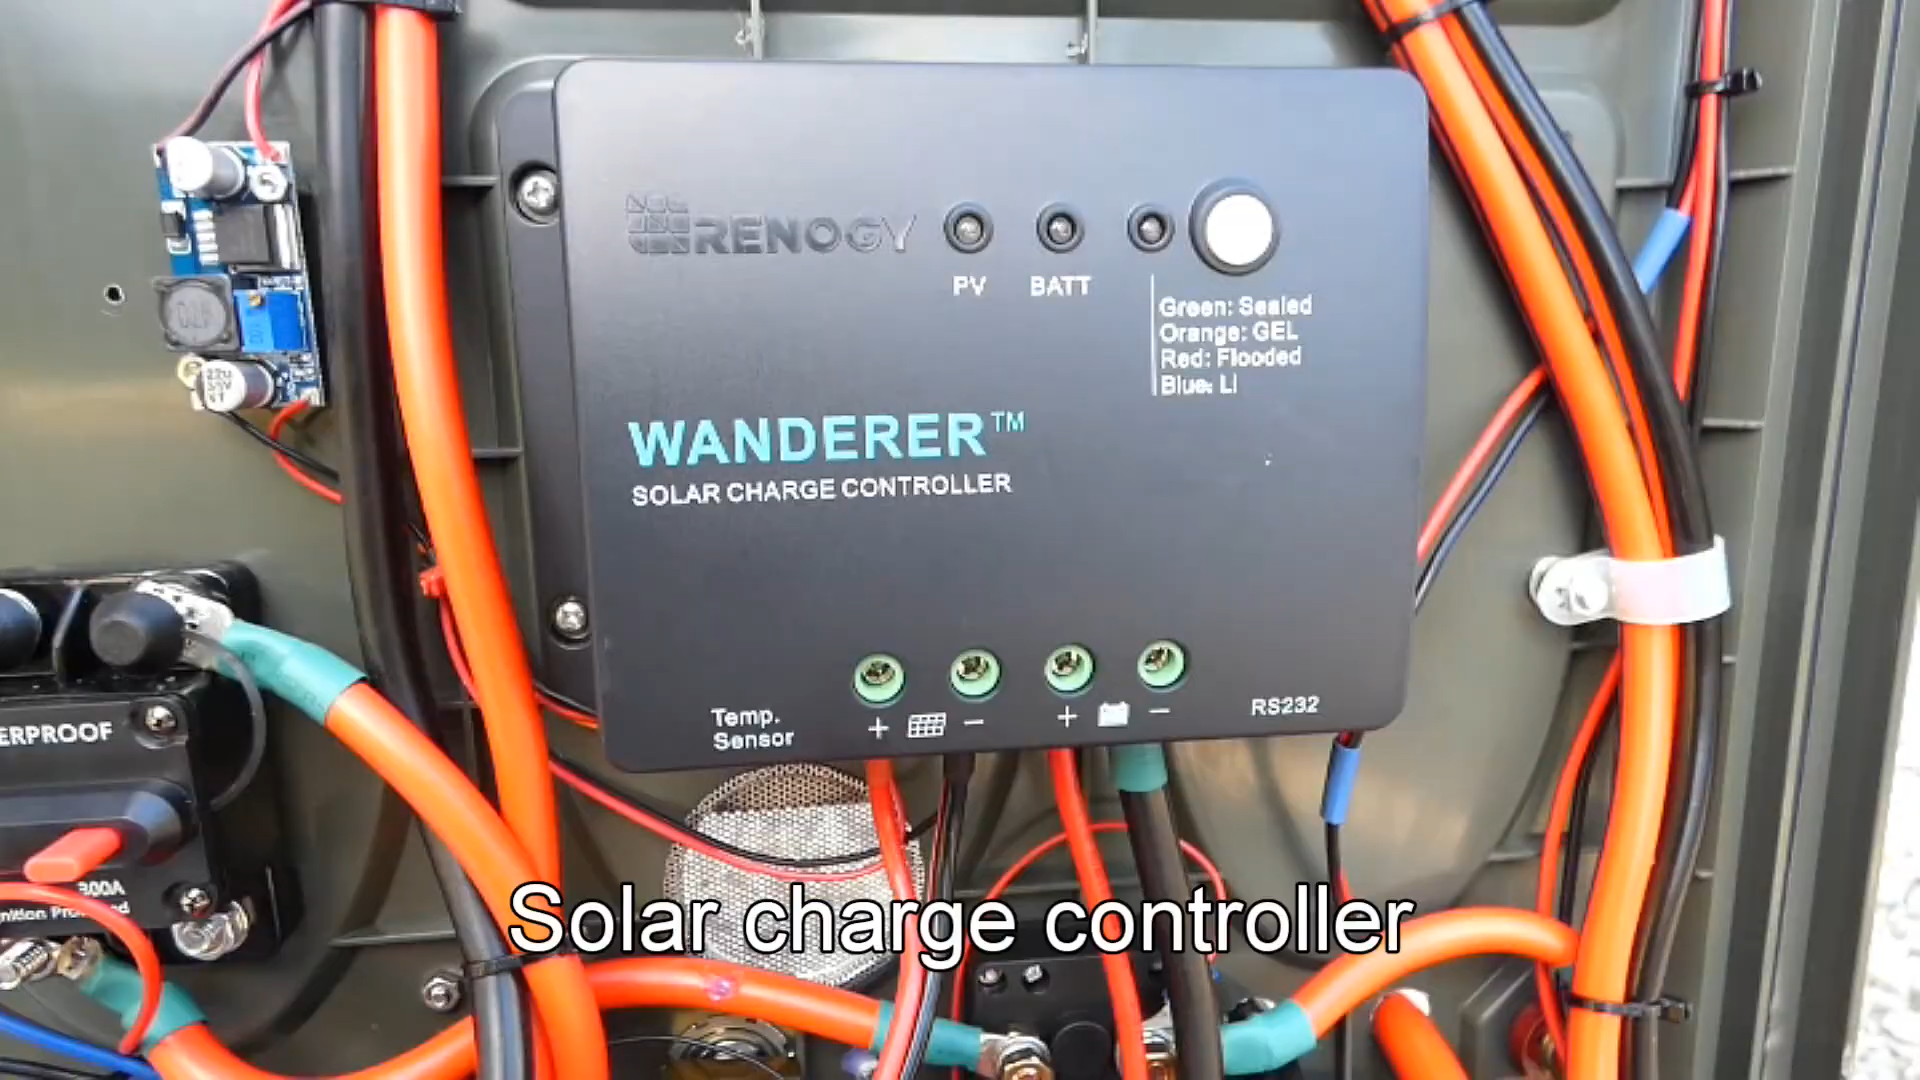 RENOGY
PV
BATT
Green: Sealed
Orange: GEL
Red: Flooded
Blue: LI
WANDERER™
SOLAR CHARGE CONTROLLER
Temp.
Sensor
+
−
+
−
RS232
ERPROOF
300A
Solar charge controller